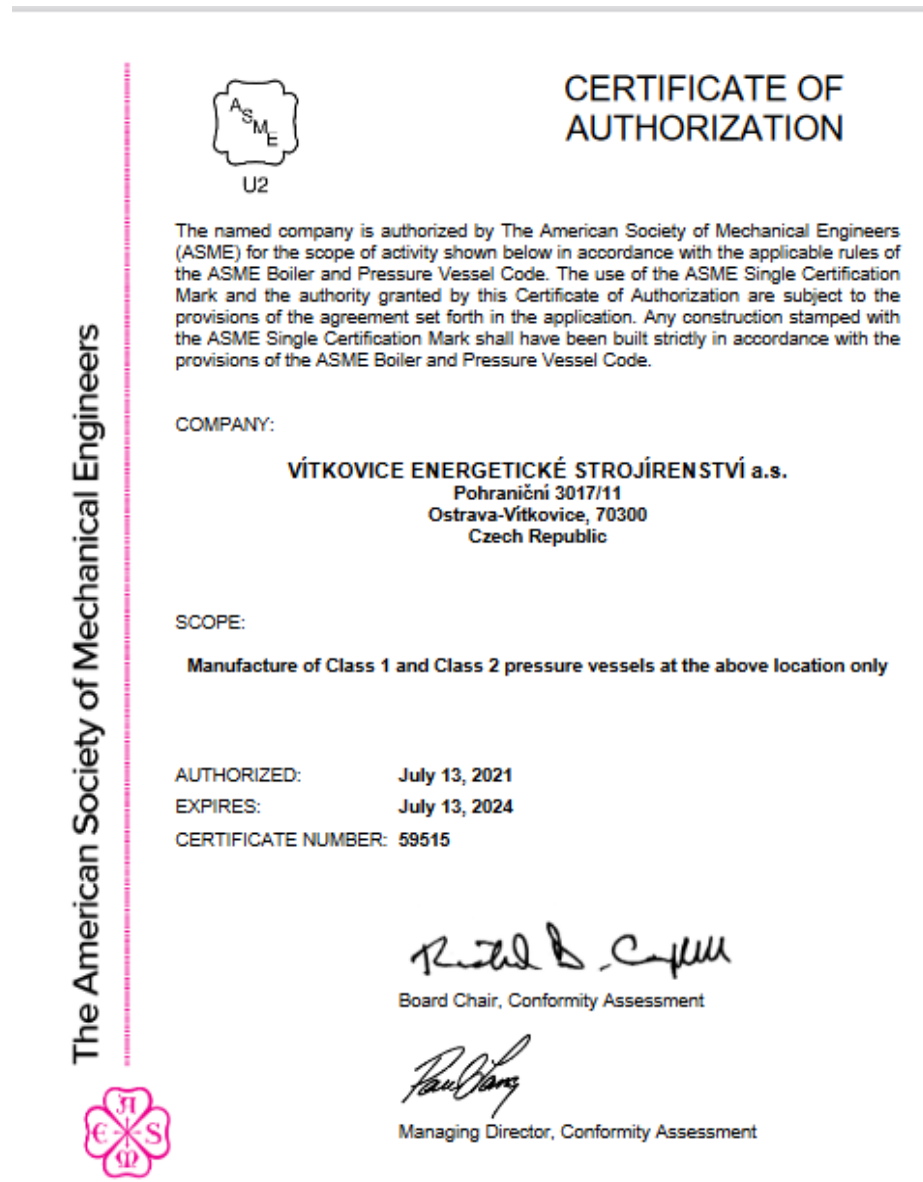 ASME
U2
CERTIFICATE OF
AUTHORIZATION
The named company is authorized by The American Society of Mechanical Engineers
(ASME) for the scope of activity shown below in accordance with the applicable rules of
the ASME Boiler and Pressure Vessel Code. The use of the ASME Single Certification
Mark and the authority granted by this Certificate of Authorization are subject to the
provisions of the agreement set forth in the application. Any construction stamped with
the ASME Single Certification Mark shall have been built strictly in accordance with the
provisions of the ASME Boiler and Pressure Vessel Code.
COMPANY:
VÍTKOVICE ENERGETICKÉ STROJÍRENSTVÍ a.s.
Pohraniční 3017/11
Ostrava-Vítkovice, 70300
Czech Republic
SCOPE:
Manufacture of Class 1 and Class 2 pressure vessels at the above location only
AUTHORIZED: July 13, 2021
EXPIRES: July 13, 2024
CERTIFICATE NUMBER: 59515
Board Chair, Conformity Assessment
Managing Director, Conformity Assessment
The American Society of Mechanical Engineers
ASME